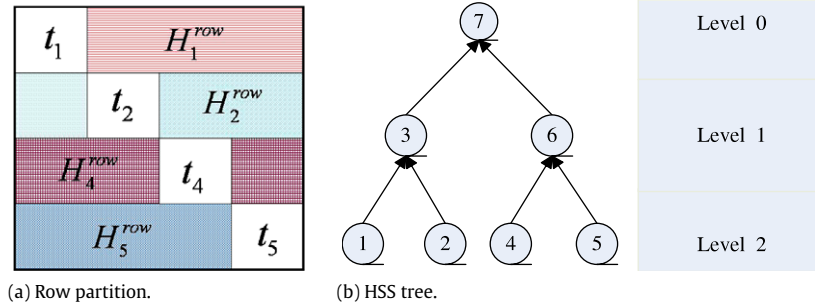 t₁ H₁ʳᵒʷ
t₂ H₂ʳᵒʷ
H₄ʳᵒʷ t₄
H₅ʳᵒʷ t₅
(a) Row partition.
7 Level 0
3 6 Level 1
1 2 4 5 Level 2
(b) HSS tree.